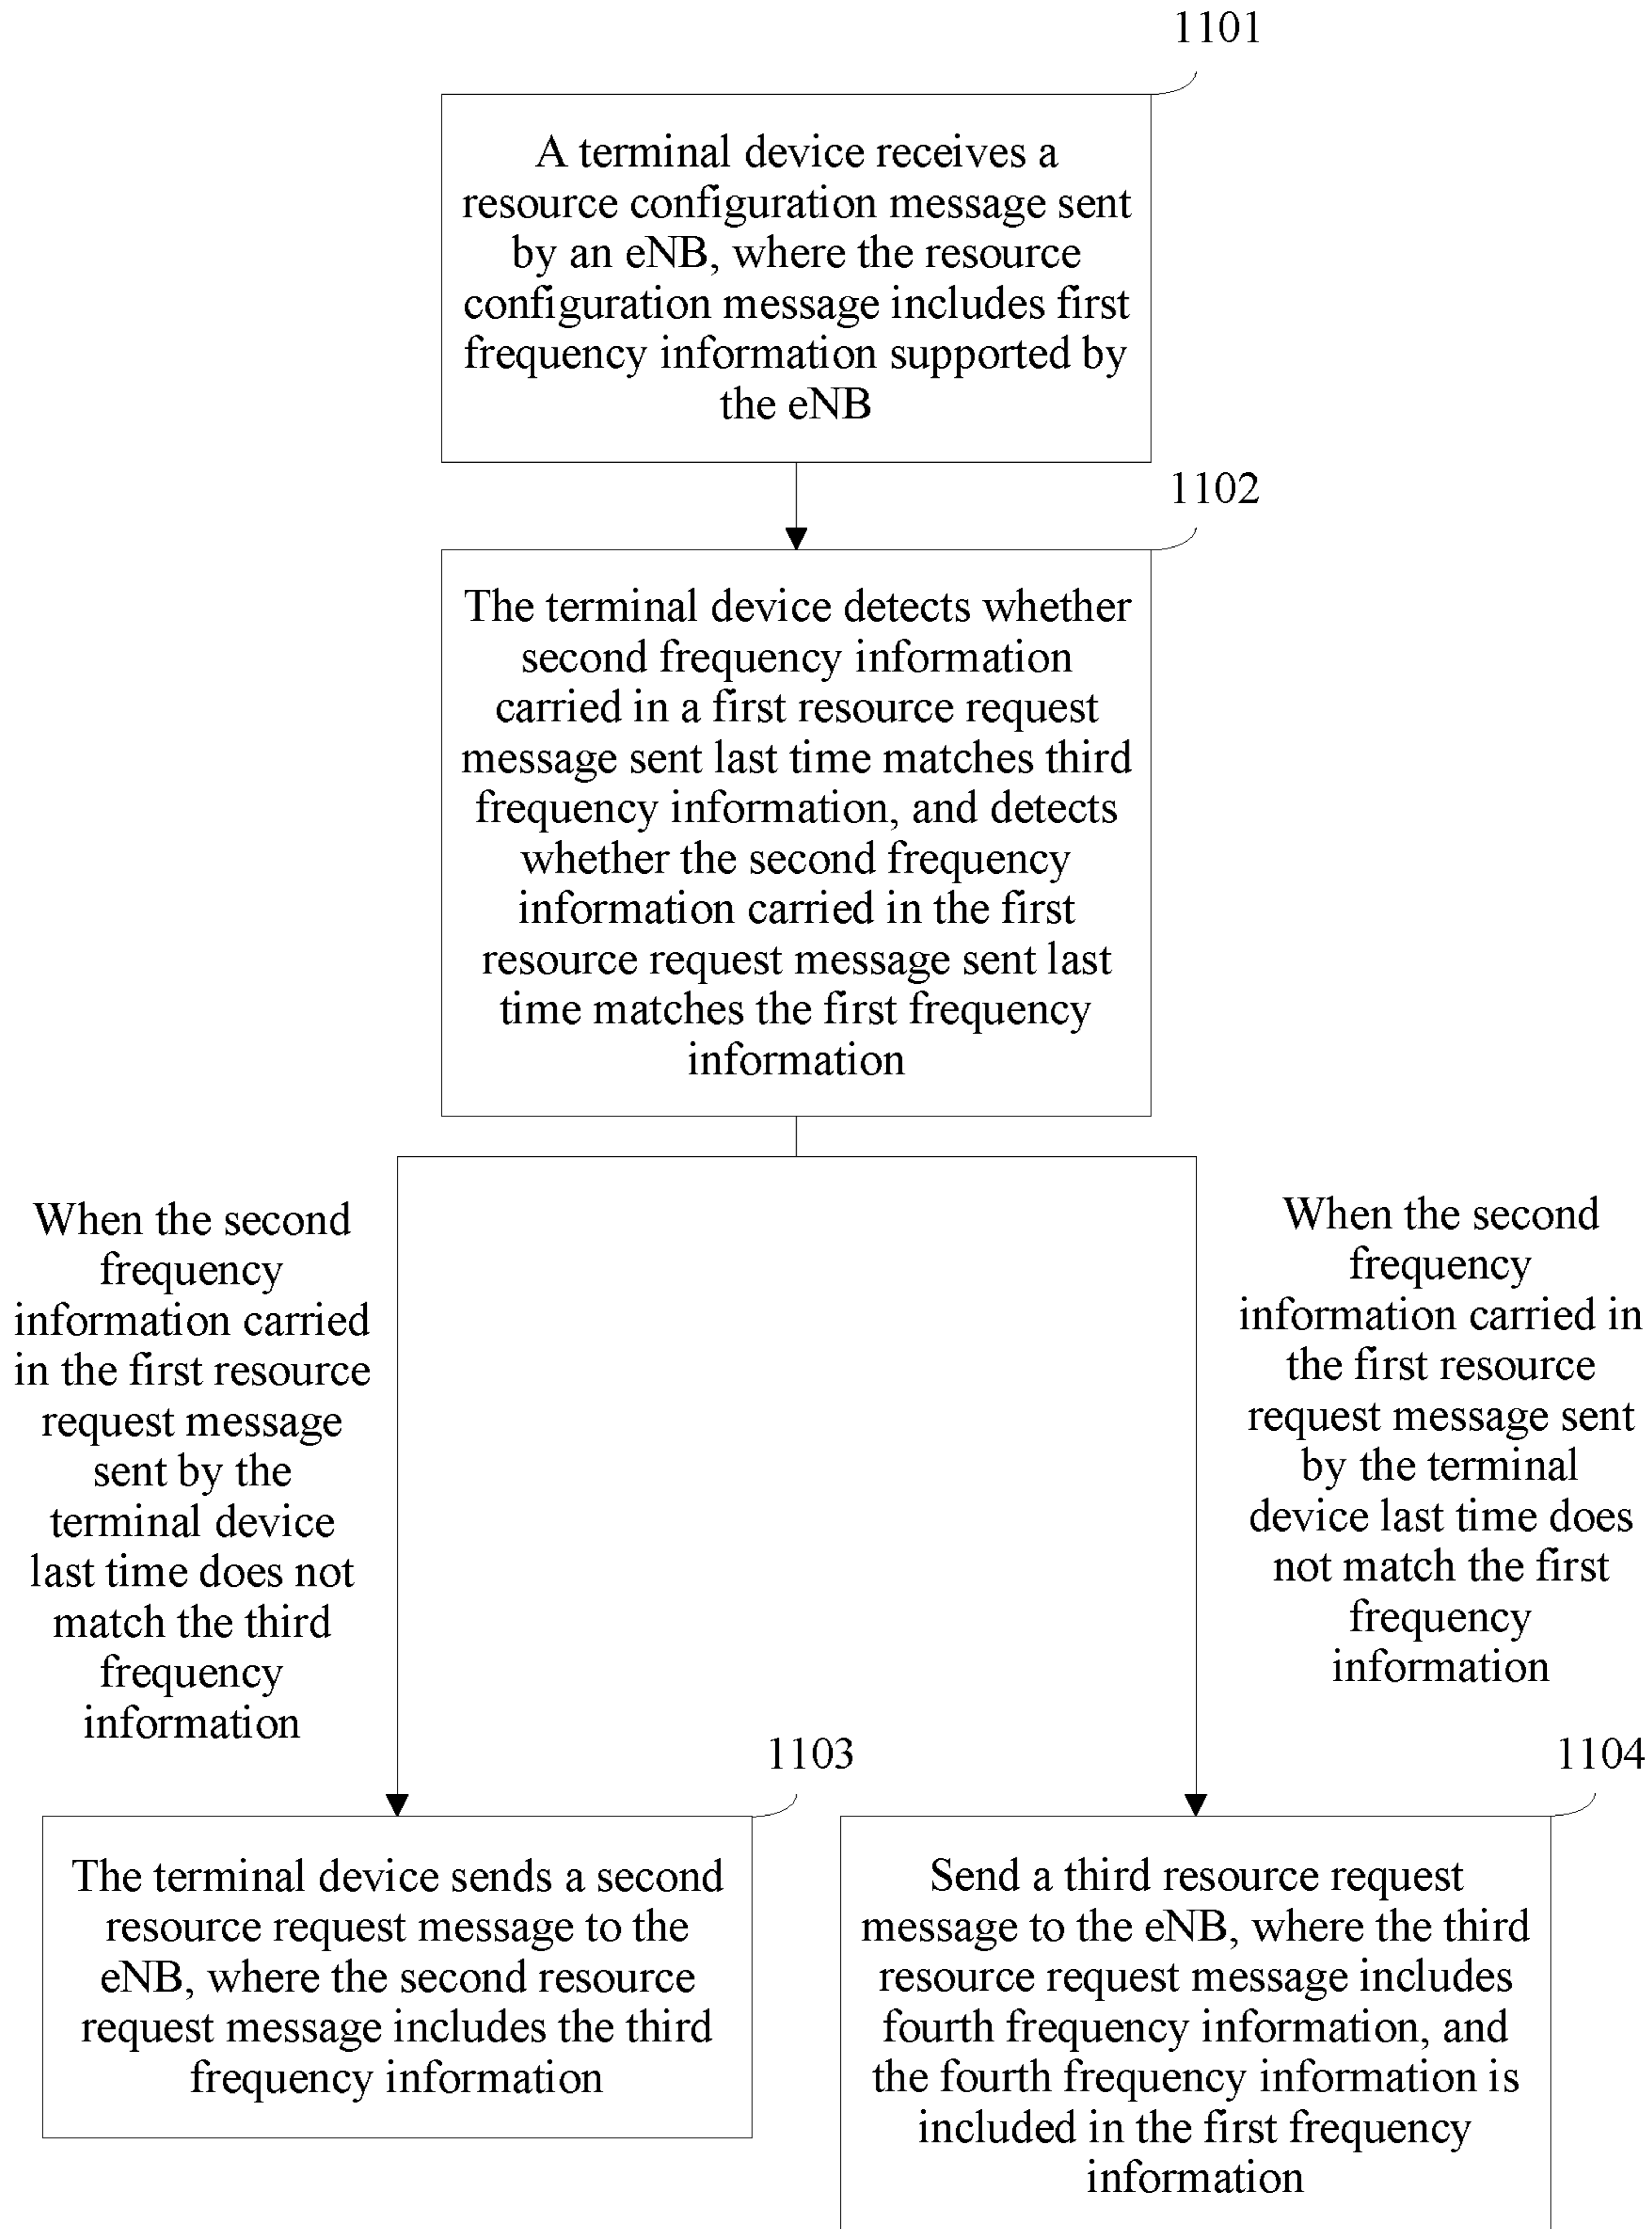 1101
A terminal device receives a
resource configuration message sent
by an eNB, where the resource
configuration message includes first
frequency information supported by
the eNB
1102
The terminal device detects whether
second frequency information
carried in a first resource request
message sent last time matches third
frequency information, and detects
whether the second frequency
information carried in the first
resource request message sent last
time matches the first frequency
information
When the second
frequency
information carried
in the first resource
request message
sent by the
terminal device
last time does not
match the third
frequency
information
When the second
frequency
information carried in
the first resource
request message sent
by the terminal
device last time does
not match the first
frequency
information
1103
The terminal device sends a second
resource request message to the
eNB, where the second resource
request message includes the third
frequency information
1104
Send a third resource request
message to the eNB, where the third
resource request message includes
fourth frequency information, and
the fourth frequency information is
included in the first frequency
information